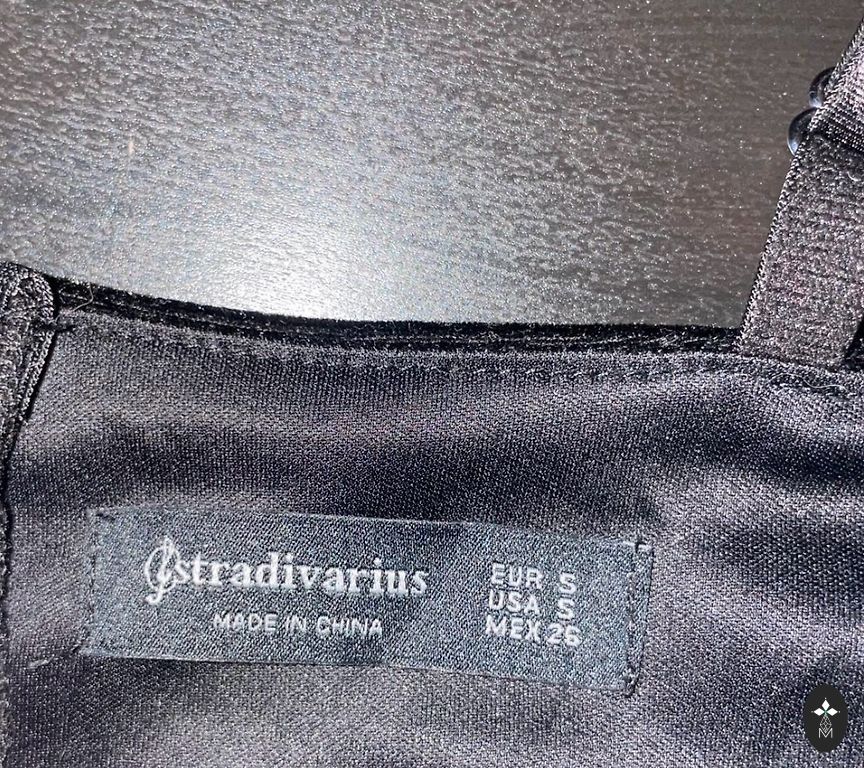 stradivarius
MADE IN CHINA
EUR S
USA S
MEX 26
M